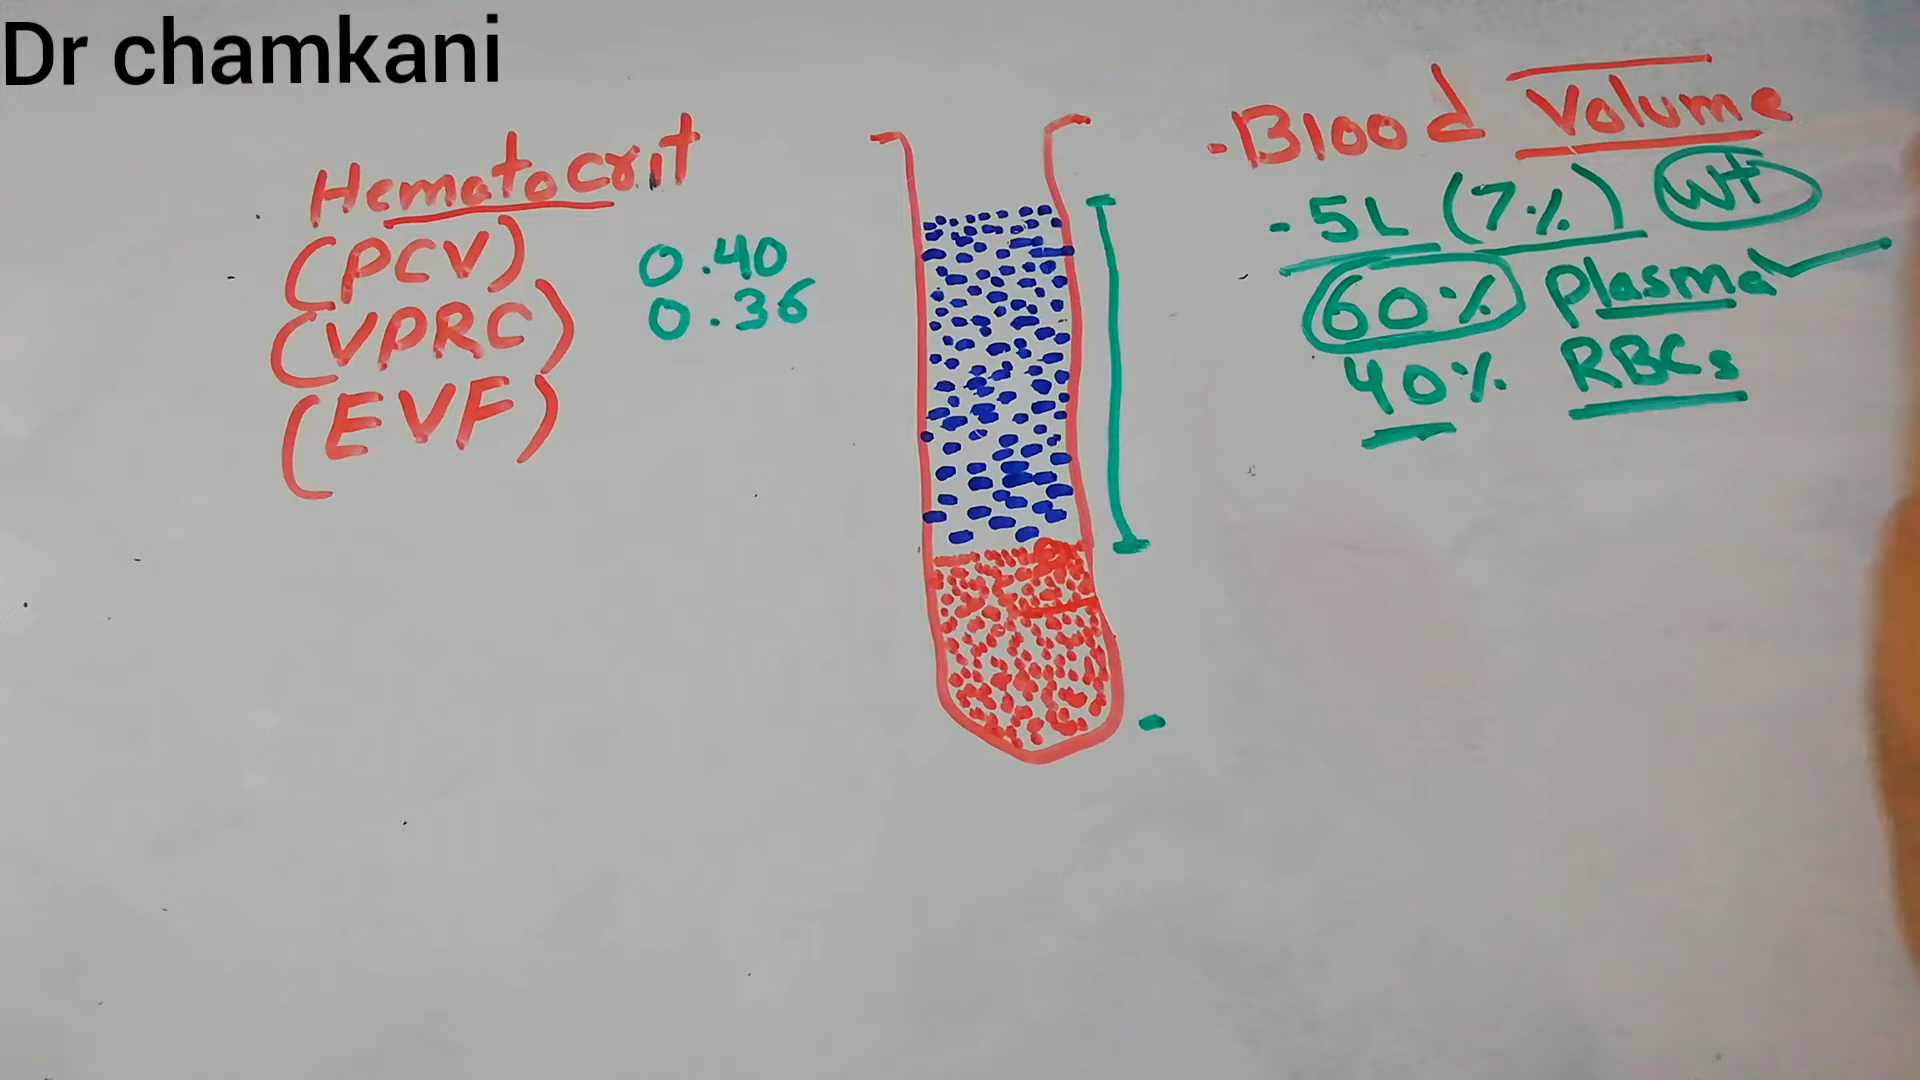 Dr chamkani
Hematocrit
(PCV)
(VPRC)
(EVF)
0.40
0.36
-Blood Volume
-5L (7%) wt
60% plasma
40% RBCs